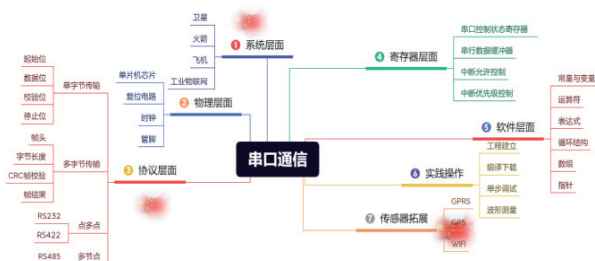 串口通信
1 系统层面
卫星
火箭
飞机
工业物联网
2 物理层面
单片机芯片
复位电路
时钟
管脚
3 协议层面
单字节传输
起始位
数据位
校验位
停止位
多字节传输
帧头
字节长度
CRC帧校验
帧结束
点多点
RS232
RS422
多节点
RS485
4 寄存器层面
串口控制状态寄存器
串行数据缓冲器
中断允许控制
中断优先级控制
5 软件层面
常量与变量
运算符
表达式
循环结构
数组
指针
6 实践操作
工程建立
编译下载
单步调试
波形测量
7 传感器拓展
GPRS
GPS
WIFI